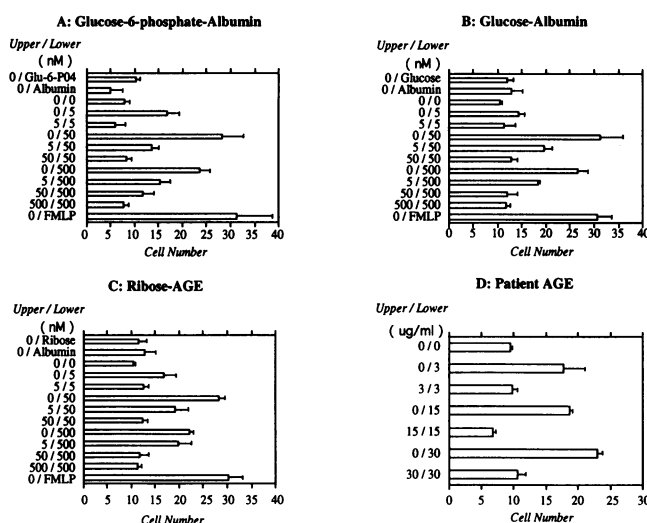 A: Glucose-6-phosphate-Albumin
Upper / Lower
( nM )
0 / Glu-6-P04
0 / Albumin
0 / 0
0 / 5
5 / 5
0 / 50
5 / 50
50 / 50
0 / 500
5 / 500
50 / 500
500 / 500
0 / FMLP
0 5 10 15 20 25 30 35 40
Cell Number
B: Glucose-Albumin
Upper / Lower
( nM )
0 / Glucose
0 / Albumin
0 / 0
0 / 5
5 / 5
0 / 50
5 / 50
50 / 50
0 / 500
5 / 500
50 / 500
500 / 500
0 / FMLP
0 5 10 15 20 25 30 35 40
Cell Number
C: Ribose-AGE
Upper / Lower
( nM )
0 / Ribose
0 / Albumin
0 / 0
0 / 5
5 / 5
0 / 50
5 / 50
50 / 50
0 / 500
5 / 500
50 / 500
500 / 500
0 / FMLP
0 5 10 15 20 25 30 35 40
Cell Number
D: Patient AGE
Upper / Lower
( ug/ml )
0 / 0
0 / 3
3 / 3
0 / 15
15 / 15
0 / 30
30 / 30
0 5 10 15 20 25 30
Cell Number